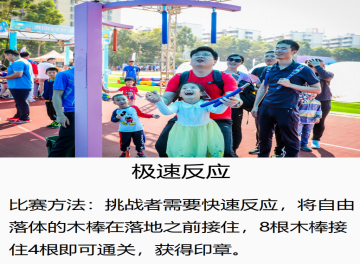 极速反应
比赛方法：挑战者需要快速反应，将自由
落体的木棒在落地之前接住，8根木棒接
住4根即可通关，获得印章。